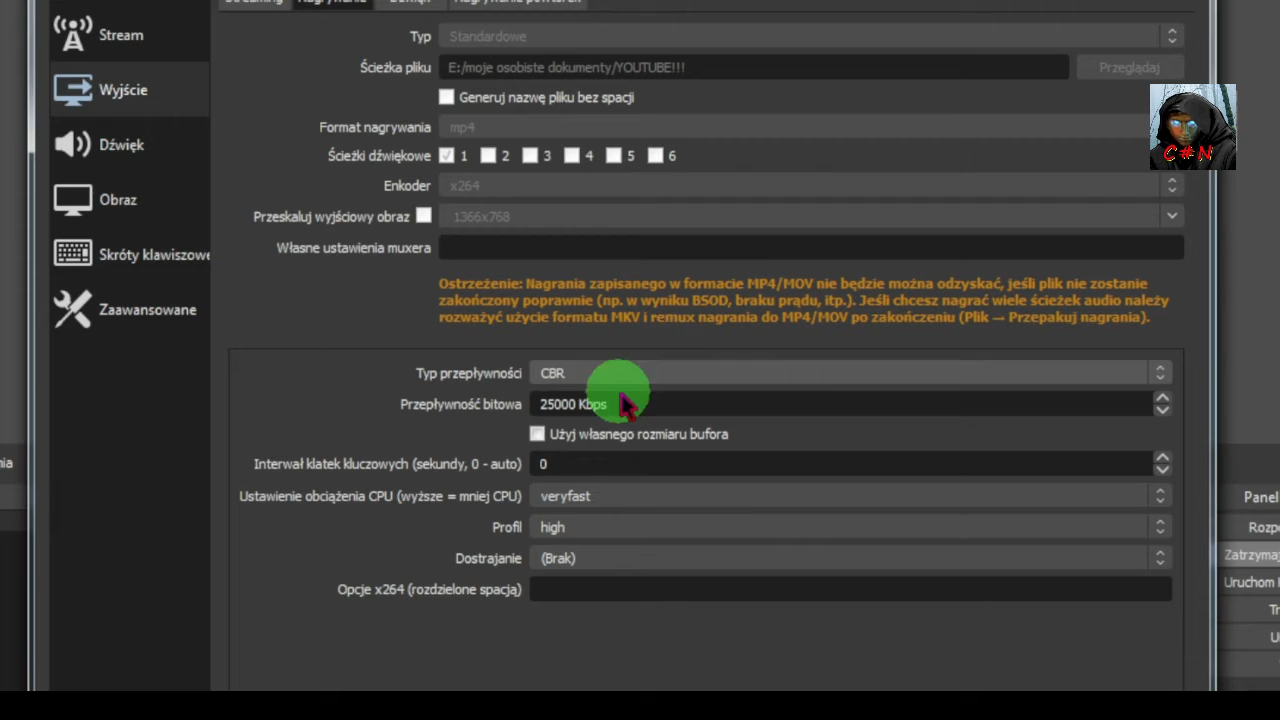 Streaming Nagrywanie Dźwięk Nagrywanie powtórek
Stream
Wyjście
Dźwięk
Obraz
Skróty klawiszowe
Zaawansowane
Typ Standardowe
Ścieżka pliku E:/moje osobiste dokumenty/YOUTUBE!!! Przeglądaj
Generuj nazwę pliku bez spacji
Format nagrywania mp4
Ścieżki dźwiękowe 1 2 3 4 5 6
Enkoder x264
Przeskaluj wyjściowy obraz 1366x768
Własne ustawienia muxera
Ostrzeżenie: Nagrania zapisanego w formacie MP4/MOV nie będzie można odzyskać, jeśli plik nie zostanie
zakończony poprawnie (np. w wyniku BSOD, braku prądu, itp.). Jeśli chcesz nagrać wiele ścieżek audio należy
rozważyć użycie formatu MKV i remux nagrania do MP4/MOV po zakończeniu (Plik → Przepakuj nagrania).
Typ przepływności CBR
Przepływność bitowa 25000 Kbps
Użyj własnego rozmiaru bufora
Interwał klatek kluczowych (sekundy, 0 - auto) 0
Ustawienie obciążenia CPU (wyższe = mniej CPU) veryfast
Profil high
Dostrajanie (Brak)
Opcje x264 (rozdzielone spacją)
C#N
Panel
Rozp
Zatrzymaj
Uruchom